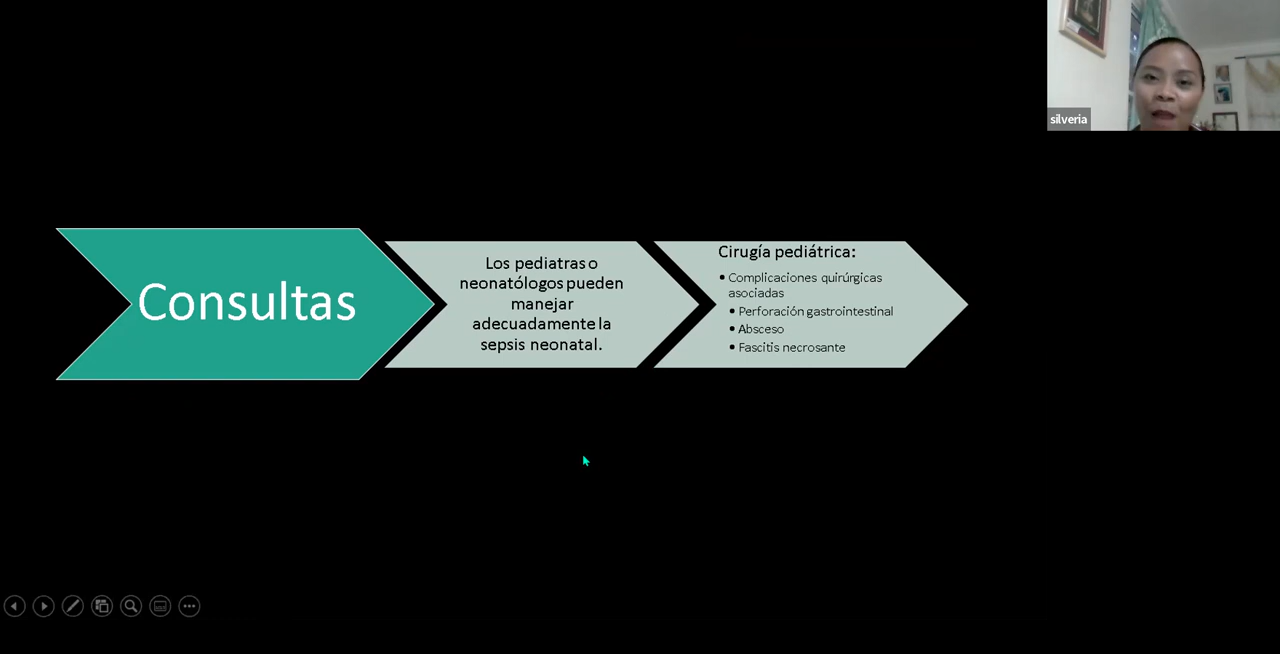 silveria
Consultas
Los pediatras o
neonatólogos pueden
manejar
adecuadamente la
sepsis neonatal.
Cirugía pediátrica:
• Complicaciones quirúrgicas
asociadas
• Perforación gastrointestinal
• Absceso
• Fascitis necrosante